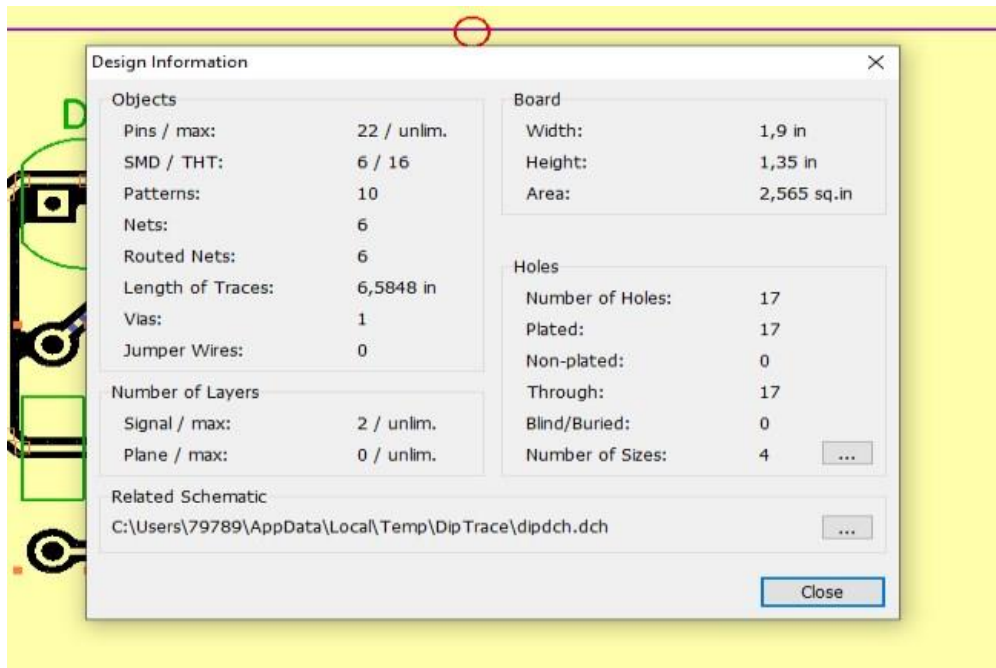 D
Design Information
Objects
Pins / max: 22 / unlim.
SMD / THT: 6 / 16
Patterns: 10
Nets: 6
Routed Nets: 6
Length of Traces: 6,5848 in
Vias: 1
Jumper Wires: 0
Number of Layers
Signal / max: 2 / unlim.
Plane / max: 0 / unlim.
Board
Width: 1,9 in
Height: 1,35 in
Area: 2,565 sq.in
Holes
Number of Holes: 17
Plated: 17
Non-plated: 0
Through: 17
Blind/Buried: 0
Number of Sizes: 4 ...
Related Schematic
C:\Users\79789\AppData\Local\Temp\DipTrace\dipdch.dch ...
Close